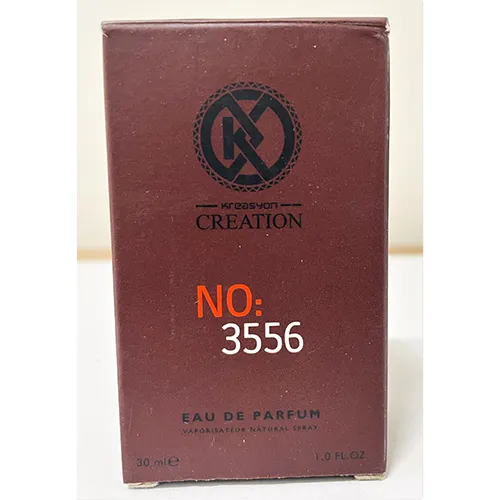 KREASYON
CREATION
NO:
3556
EAU DE PARFUM
VAPORISATEUR NATURAL SPRAY
30 ml℮
1.0 FL.OZ